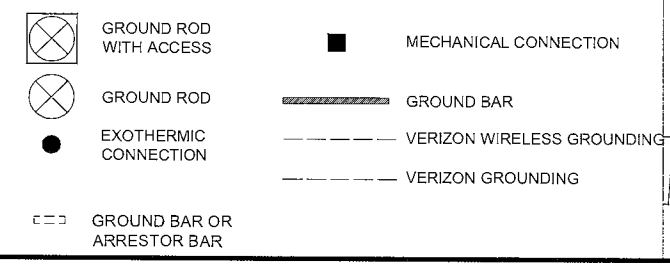 GROUND ROD
WITH ACCESS
GROUND ROD
EXOTHERMIC
CONNECTION
GROUND BAR OR
ARRESTOR BAR
MECHANICAL CONNECTION
GROUND BAR
VERIZON WIRELESS GROUNDING
VERIZON GROUNDING